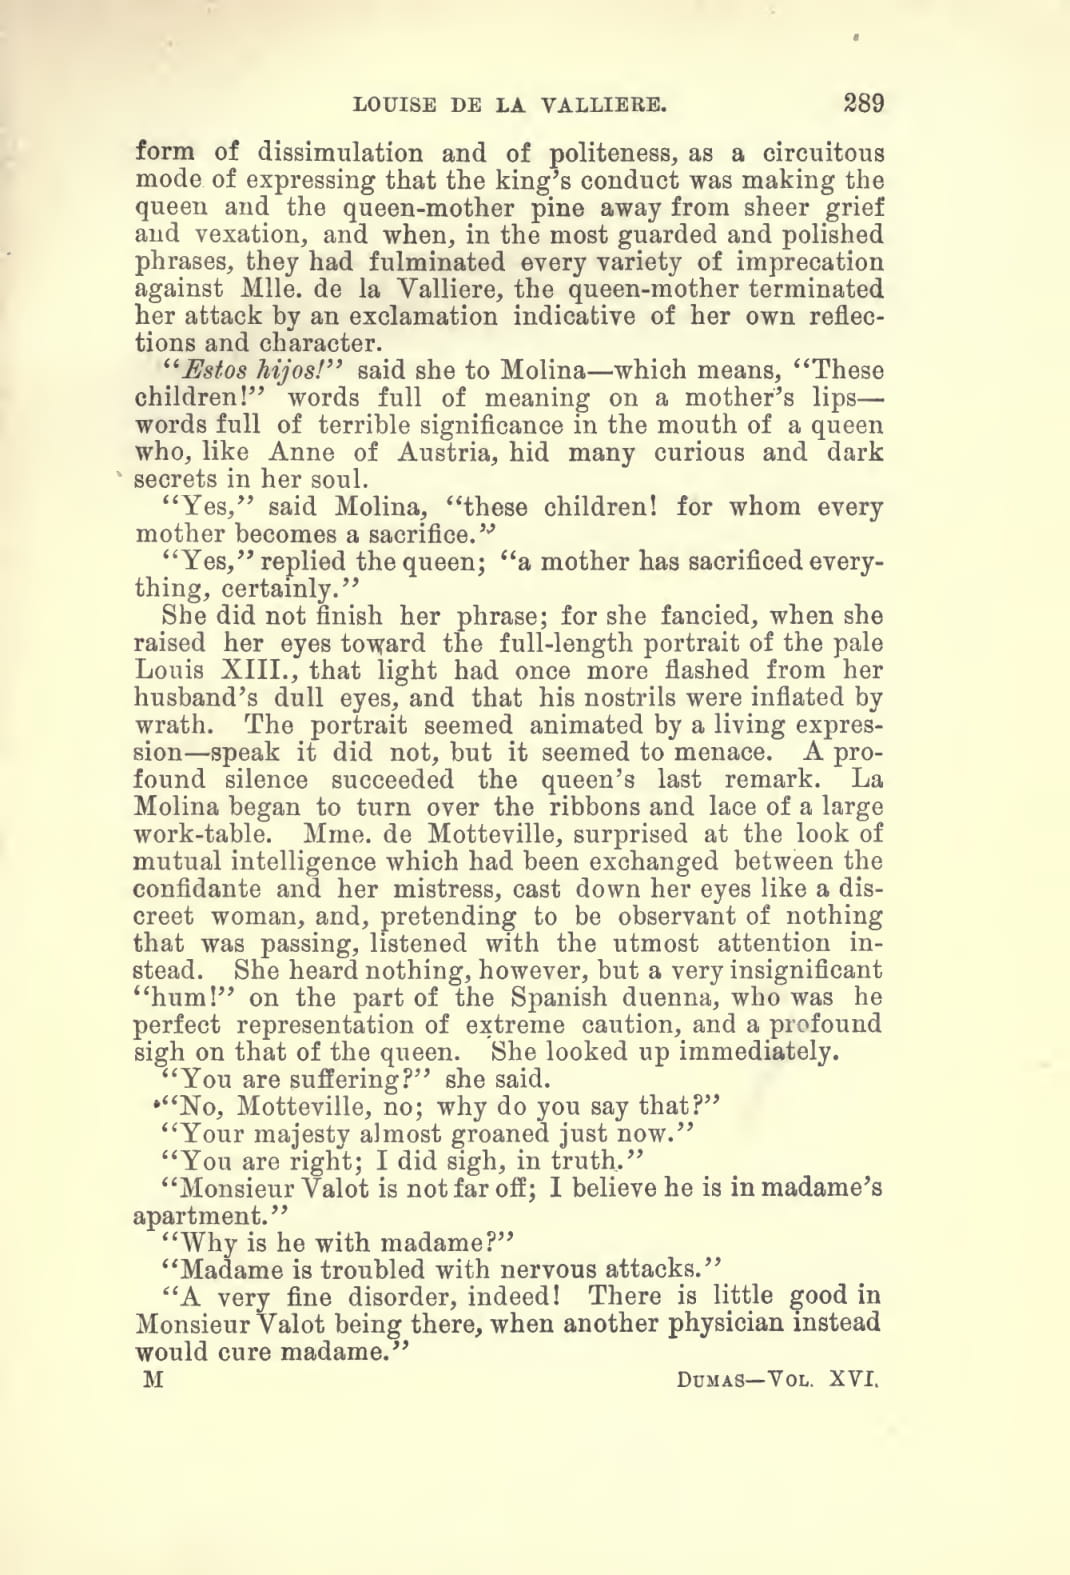 LOUISE DE LA VALLIERE. 289
form of dissimulation and of politeness, as a circuitous
mode of expressing that the king's conduct was making the
queen and the queen-mother pine away from sheer grief
and vexation, and when, in the most guarded and polished
phrases, they had fulminated every variety of imprecation
against Mlle. de la Valliere, the queen-mother terminated
her attack by an exclamation indicative of her own reflec-
tions and character.
"Estos hijos!" said she to Molina—which means, "These
children!" words full of meaning on a mother's lips—
words full of terrible significance in the mouth of a queen
who, like Anne of Austria, hid many curious and dark
secrets in her soul.
"Yes," said Molina, "these children! for whom every
mother becomes a sacrifice."
"Yes," replied the queen; "a mother has sacrificed every-
thing, certainly."
She did not finish her phrase; for she fancied, when she
raised her eyes toward the full-length portrait of the pale
Louis XIII., that light had once more flashed from her
husband's dull eyes, and that his nostrils were inflated by
wrath. The portrait seemed animated by a living expres-
sion—speak it did not, but it seemed to menace. A pro-
found silence succeeded the queen's last remark. La
Molina began to turn over the ribbons and lace of a large
work-table. Mme. de Motteville, surprised at the look of
mutual intelligence which had been exchanged between the
confidante and her mistress, cast down her eyes like a dis-
creet woman, and, pretending to be observant of nothing
that was passing, listened with the utmost attention in-
stead. She heard nothing, however, but a very insignificant
"hum!" on the part of the Spanish duenna, who was he
perfect representation of extreme caution, and a profound
sigh on that of the queen. She looked up immediately.
"You are suffering?" she said.
"No, Motteville, no; why do you say that?"
"Your majesty almost groaned just now."
"You are right; I did sigh, in truth."
"Monsieur Valot is not far off; I believe he is in madame's
apartment."
"Why is he with madame?"
"Madame is troubled with nervous attacks."
"A very fine disorder, indeed! There is little good in
Monsieur Valot being there, when another physician instead
would cure madame."
M DUMAS—VOL. XVI.